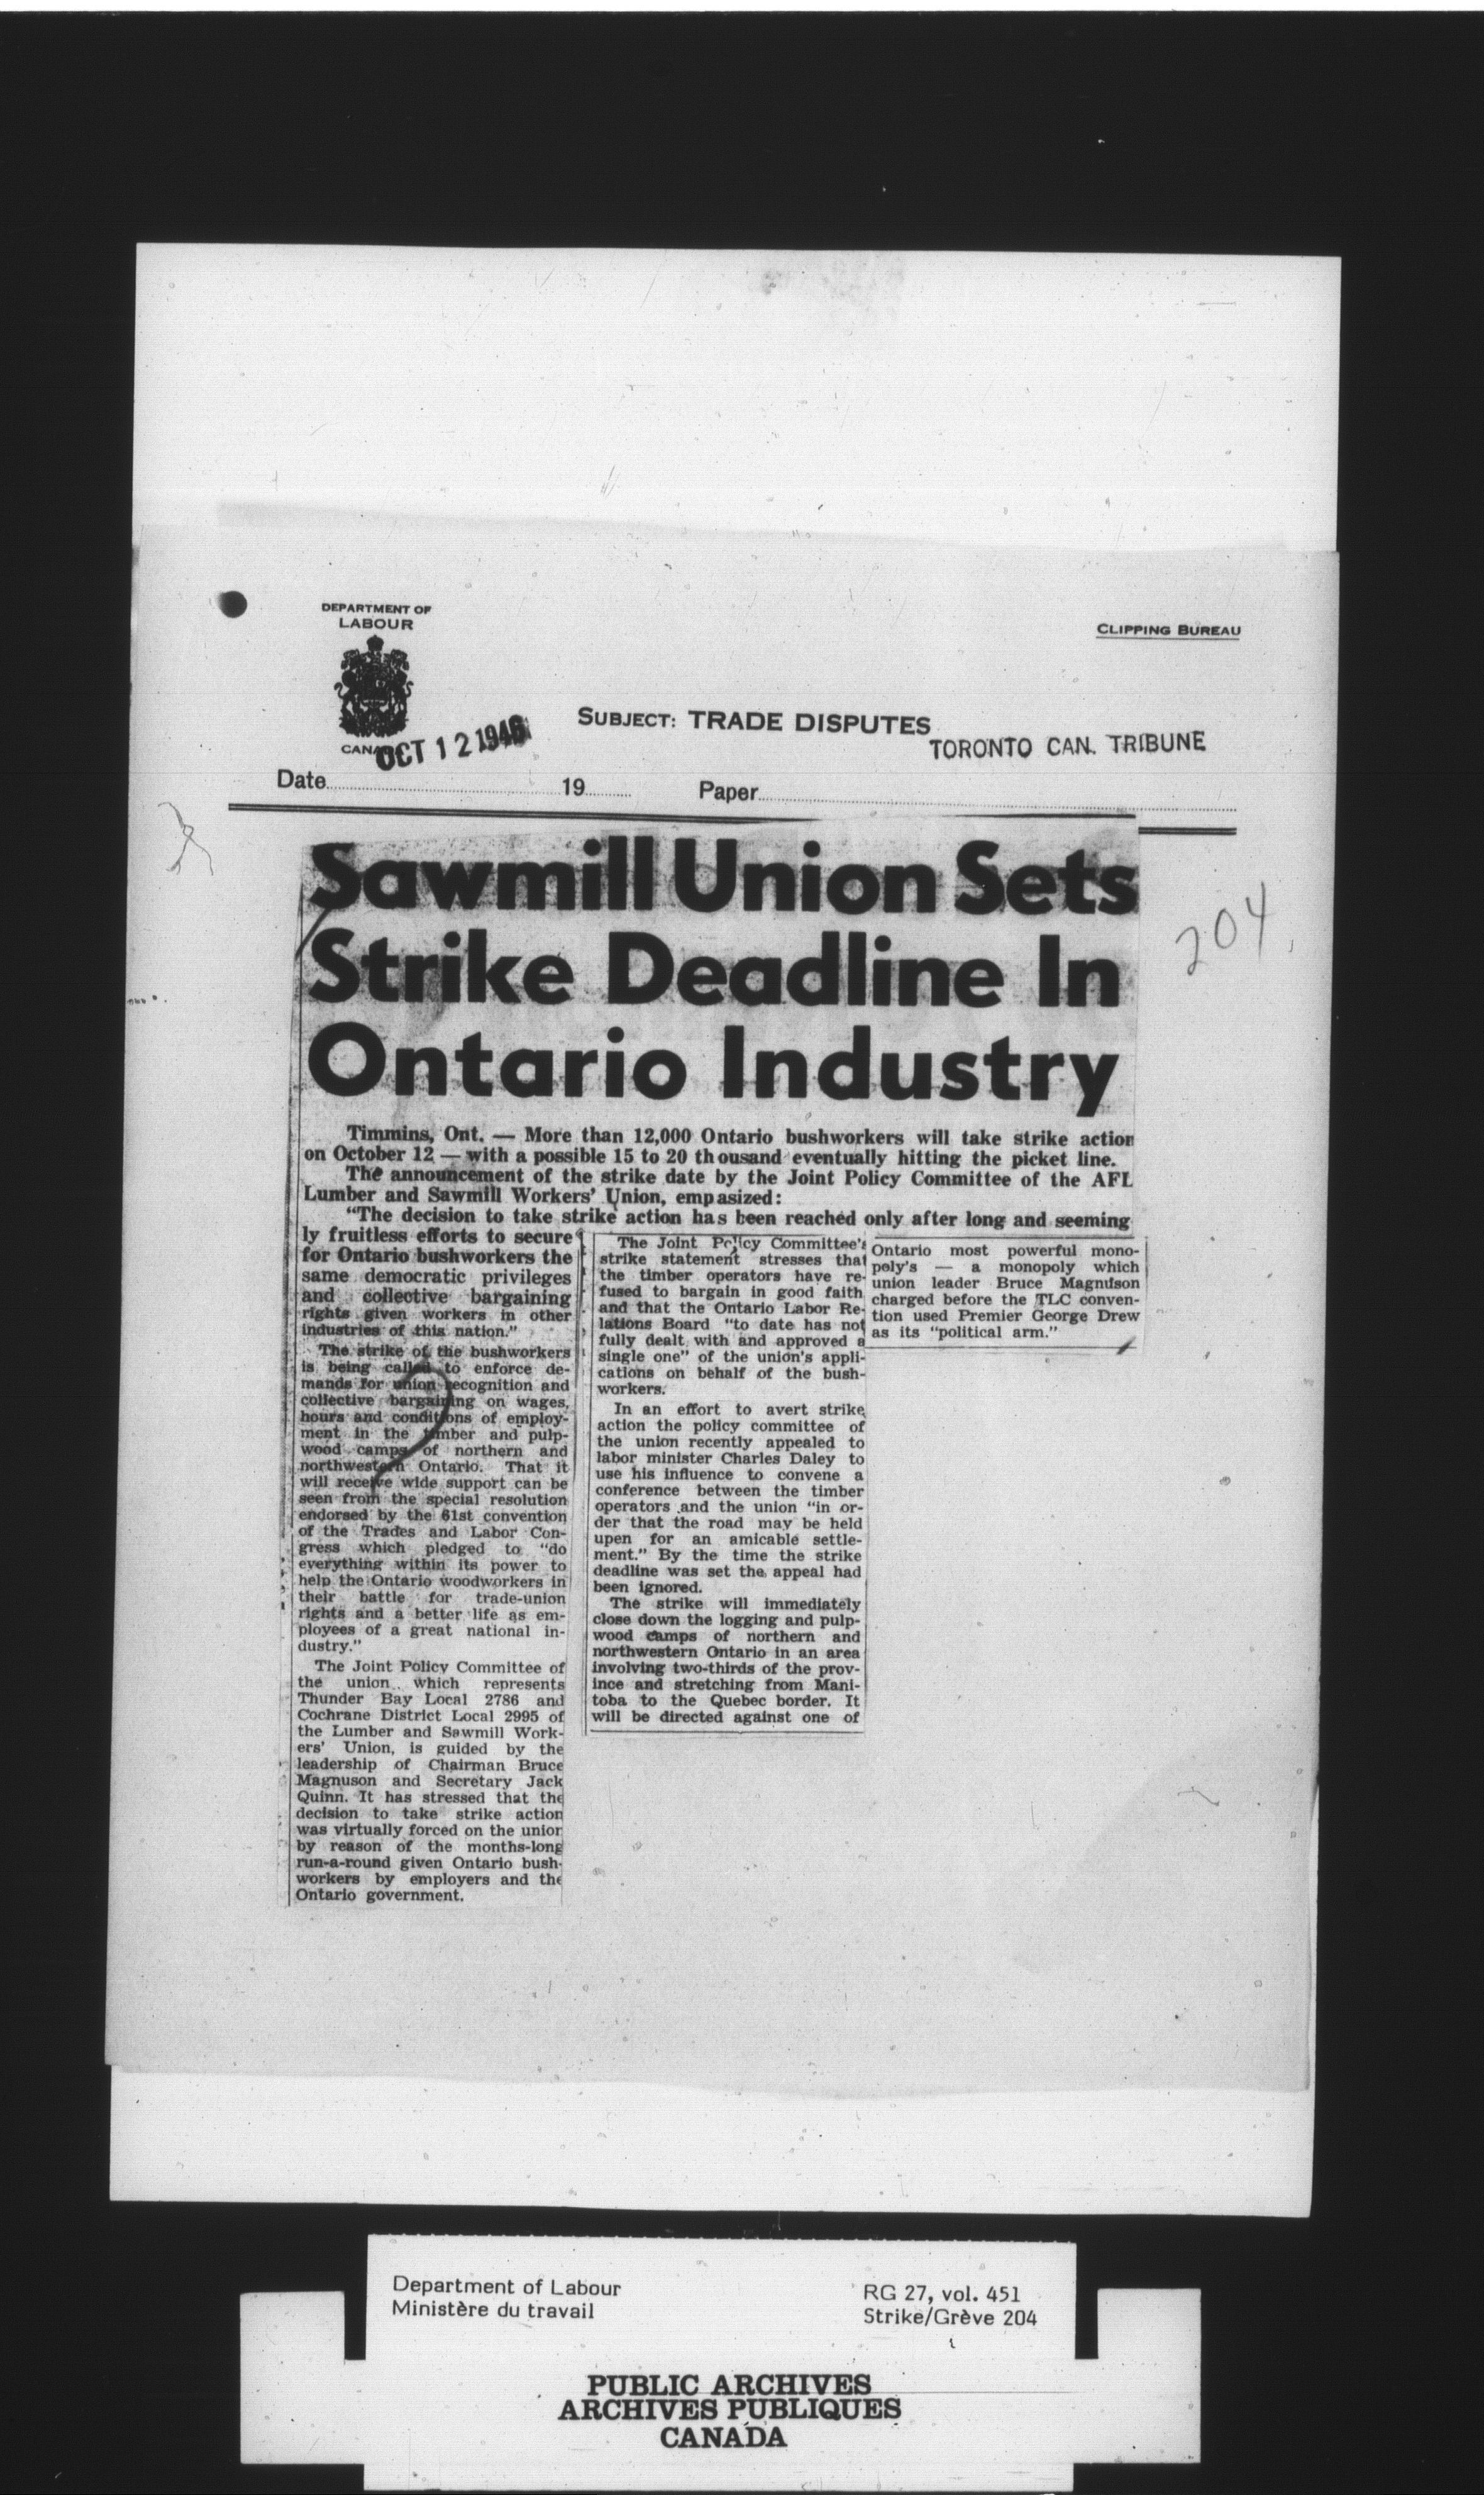 DEPARTMENT OF
LABOUR
CLIPPING BUREAU
SUBJECT: TRADE DISPUTES
CANA
OCT 12 1946
TORONTO CAN. TRIBUNE
Date 19 Paper
204
Sawmill Union Sets
Strike Deadline In
Ontario Industry
Timmins, Ont. — More than 12,000 Ontario bushworkers will take strike action
on October 12 — with a possible 15 to 20 thousand eventually hitting the picket line.
The announcement of the strike date by the Joint Policy Committee of the AFL
Lumber and Sawmill Workers' Union, empasized:
"The decision to take strike action has been reached only after long and seeming
ly fruitless efforts to secure
for Ontario bushworkers the
same democratic privileges
and collective bargaining
rights given workers in other
industries of this nation."
The strike of the bushworkers
is being called to enforce de-
mands for union recognition and
collective bargaining on wages,
hours and conditions of employ-
ment in the timber and pulp-
wood camps of northern and
northwestern Ontario. That it
will receive wide support can be
seen from the special resolution
endorsed by the 61st convention
of the Trades and Labor Con-
gress which pledged to "do
everything within its power to
help the Ontario woodworkers in
their battle for trade-union
rights and a better life as em-
ployees of a great national in-
dustry."
The Joint Policy Committee of
the union which represents
Thunder Bay Local 2786 and
Cochrane District Local 2995 of
the Lumber and Sawmill Work-
ers' Union, is guided by the
leadership of Chairman Bruce
Magnuson and Secretary Jack
Quinn. It has stressed that the
decision to take strike action
was virtually forced on the union
by reason of the months-long
run-a-round given Ontario bush-
workers by employers and the
Ontario government.
The Joint Policy Committee's
strike statement stresses that
the timber operators have re-
fused to bargain in good faith
and that the Ontario Labor Re-
lations Board "to date has not
fully dealt with and approved a
single one" of the union's appli-
cations on behalf of the bush-
workers.
In an effort to avert strike
action the policy committee of
the union recently appealed to
labor minister Charles Daley to
use his influence to convene a
conference between the timber
operators and the union "in or-
der that the road may be held
upen for an amicable settle-
ment." By the time the strike
deadline was set the appeal had
been ignored.
The strike will immediately
close down the logging and pulp-
wood camps of northern and
northwestern Ontario in an area
involving two-thirds of the prov-
ince and stretching from Mani-
toba to the Quebec border. It
will be directed against one of
Ontario most powerful mono-
poly's — a monopoly which
union leader Bruce Magnuson
charged before the TLC conven-
tion used Premier George Drew
as its "political arm."
Department of Labour
Ministère du travail
RG 27, vol. 451
Strike/Grève 204
PUBLIC ARCHIVES
ARCHIVES PUBLIQUES
CANADA